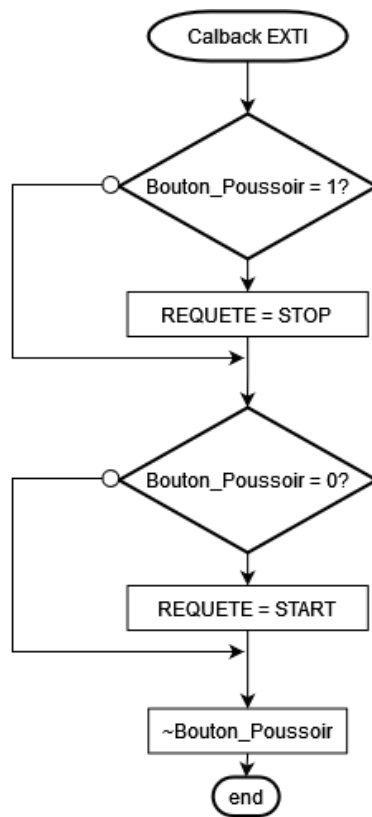 Calback EXTI
Bouton_Poussoir = 1?
REQUETE = STOP
Bouton_Poussoir = 0?
REQUETE = START
~Bouton_Poussoir
end